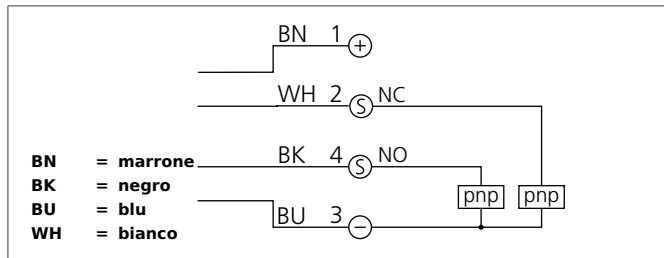 BN 1 +
WH 2 S NC
BK 4 S NO
pnp pnp
BU 3 −
BN = marrone
BK = negro
BU = blu
WH = bianco